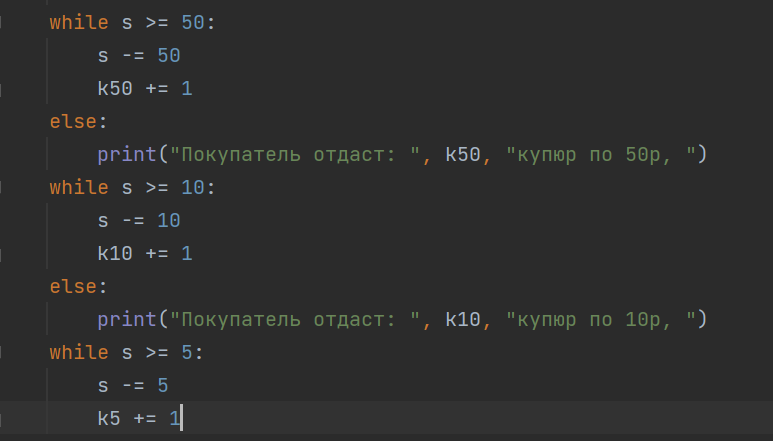 while s >= 50:
s -= 50
k50 += 1
else:
print("Покупатель отдаст: ", k50, "купюр по 50р, ")
while s >= 10:
s -= 10
k10 += 1
else:
print("Покупатель отдаст: ", k10, "купюр по 10р, ")
while s >= 5:
s -= 5
k5 += 1